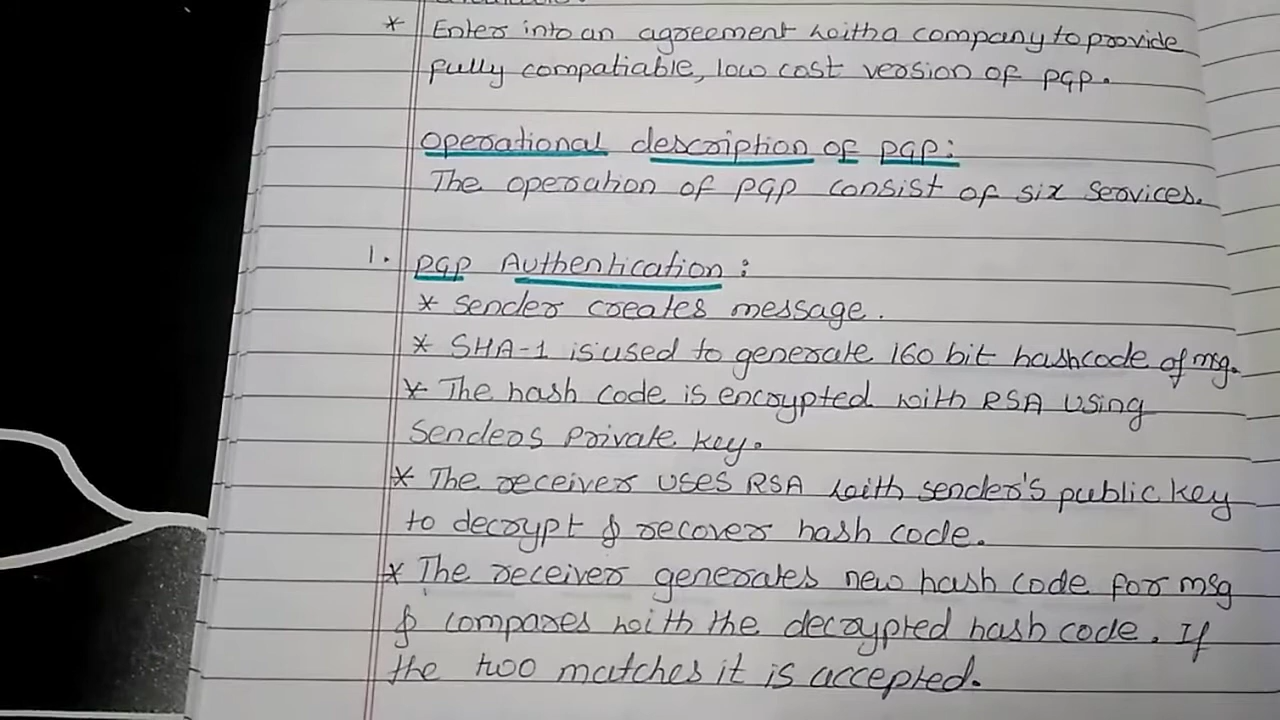 * Enter into an agreement with a company to provide
fully compatiable, low cost version of PGP.
Operational description of PGP:
The operation of PGP consist of six services.
1. PGP Authentication:
* Sender creates message.
* SHA-1 is used to generate 160 bit hashcode of msg.
* The hash code is encrypted with RSA using
senders private key.
* The receiver uses RSA with sender's public key
to decrypt & recover hash code.
* The receiver generates new hash code for msg
& compares with the decrypted hash code. If
the two matches it is accepted.